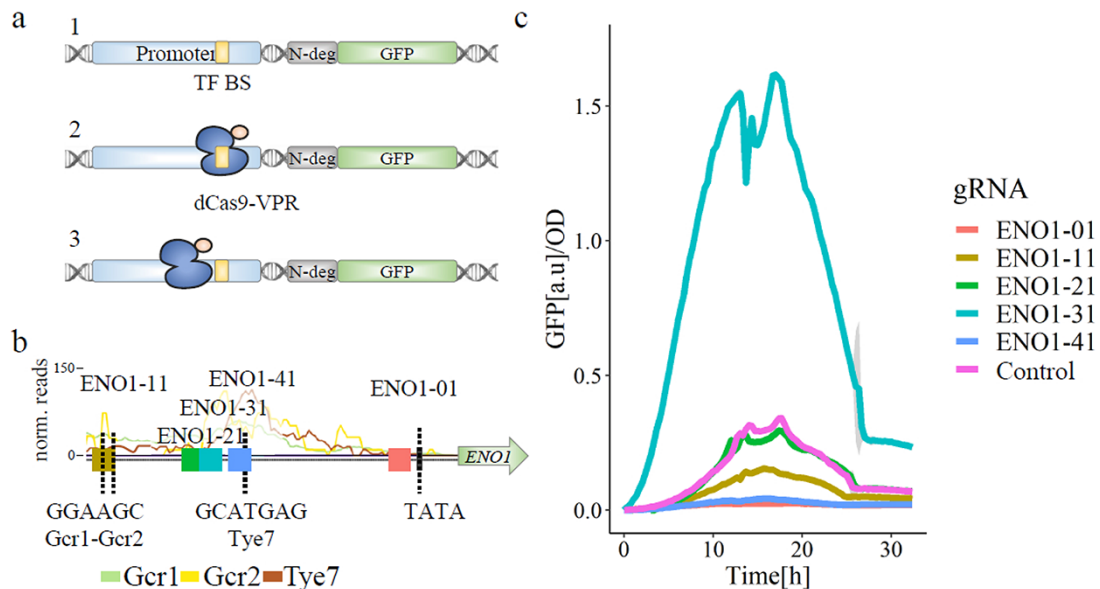 a
1
Promoter
N-deg
GFP
TF BS
2
N-deg
GFP
dCas9-VPR
3
N-deg
GFP
b
norm. reads
150
0
ENO1-11
ENO1-41
ENO1-31
ENO1-21
ENO1-01
ENO1
GGAAGC
Gcr1-Gcr2
GCATGAG
Tye7
TATA
Gcr1 Gcr2 Tye7
c
GFP[a.u]/OD
1.5
1.0
0.5
0.0
0 10 20 30
Time[h]
gRNA
ENO1-01
ENO1-11
ENO1-21
ENO1-31
ENO1-41
Control